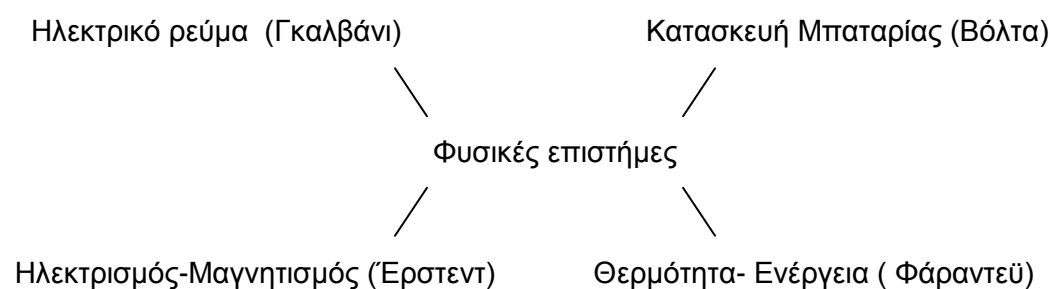 Ηλεκτρικό ρεύμα  (Γκαλβάνι)
Κατασκευή Μπαταρίας (Βόλτα)
Φυσικές επιστήμες
Ηλεκτρισμός-Μαγνητισμός (Έρστεντ)
Θερμότητα- Ενέργεια ( Φάραντεϋ)